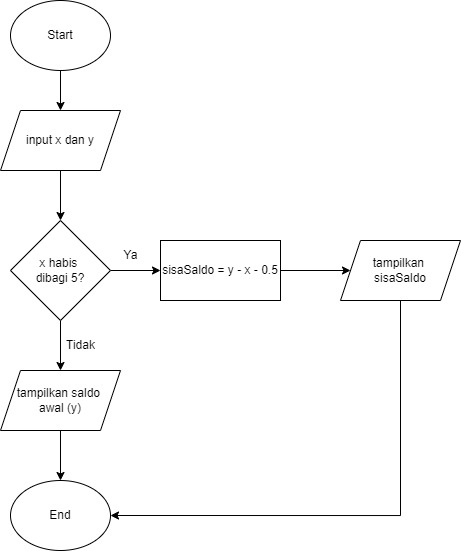 Start
input x dan y
x habis
dibagi 5?
Ya
sisaSaldo = y - x - 0.5
tampilkan
sisaSaldo
Tidak
tampilkan saldo
awal (y)
End